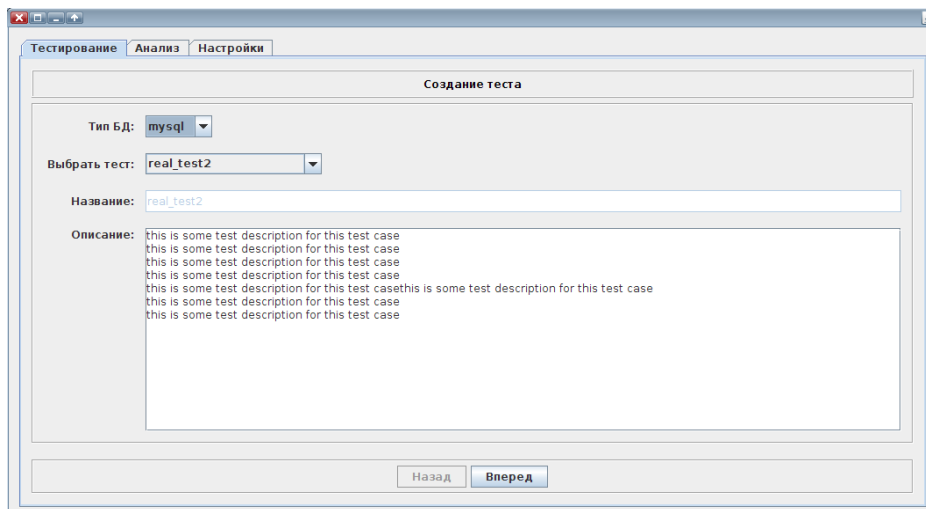 Тестирование Анализ Настройки
Создание теста
Тип БД: mysql
Выбрать тест: real_test2
Название: real_test2
Описание: this is some test description for this test case
this is some test description for this test case
this is some test description for this test case
this is some test description for this test case
this is some test description for this test casethis is some test description for this test case
this is some test description for this test case
this is some test description for this test case
Назад Вперед